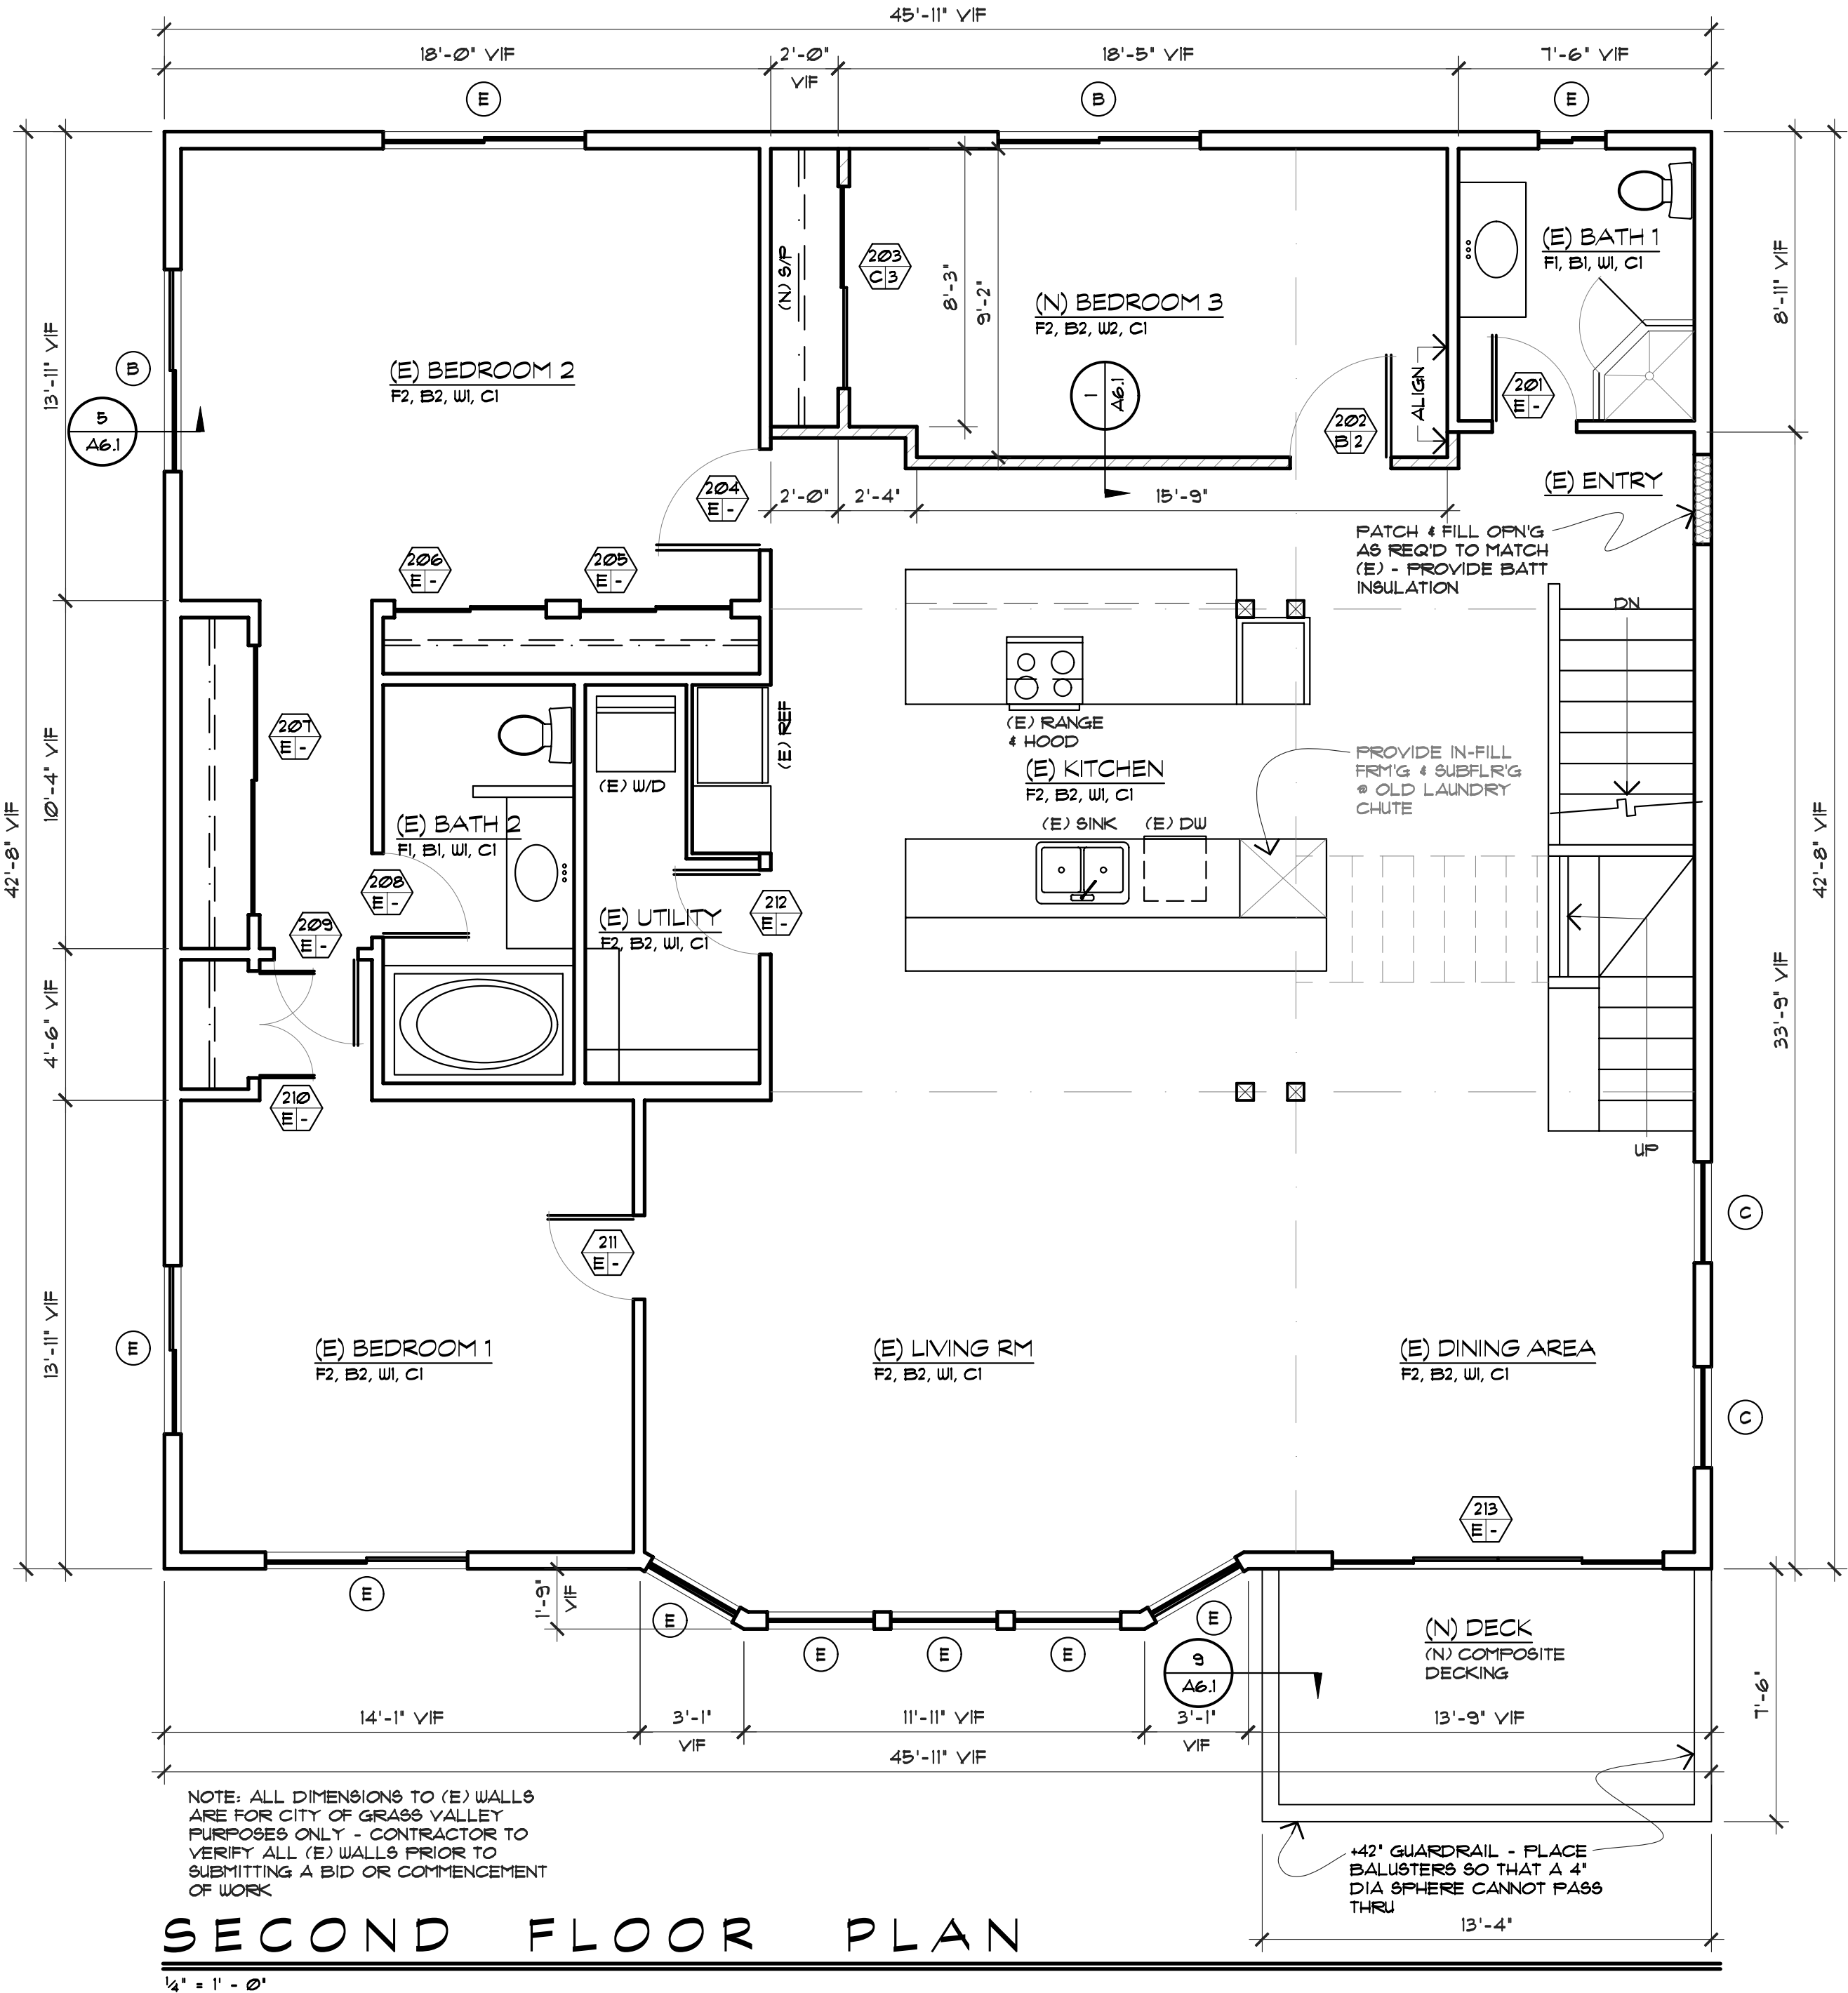 45'-11" VIF
18'-0" VIF
2'-0"
VIF
18'-5" VIF
7'-6" VIF
E
B
E
(N) S/P
203
C 3
8'-3"
9'-2"
(N) BEDROOM 3
F2, B2, W2, C1
(E) BATH 1
F1, B1, W1, C1
8'-11" VIF
13'-11" VIF
B
(E) BEDROOM 2
F2, B2, W1, C1
5
A6.1
1
A6.1
ALIGN
201
E -
202
B 2
204
E -
2'-0"
2'-4"
15'-9"
(E) ENTRY
PATCH & FILL OPN'G
AS REQ'D TO MATCH
(E) - PROVIDE BATT
INSULATION
206
E -
205
E -
DN
207
E -
(E) REF
(E) W/D
(E) RANGE
& HOOD
(E) KITCHEN
F2, B2, W1, C1
PROVIDE IN-FILL
FRM'G & SUBFLR'G
@ OLD LAUNDRY
CHUTE
10'-4" VIF
42'-8" VIF
42'-8" VIF
(E) BATH 2
F1, B1, W1, C1
(E) SINK
(E) DW
208
E -
209
E -
(E) UTILITY
F2, B2, W1, C1
212
E -
4'-6" VIF
33'-9" VIF
210
E -
UP
211
E -
C
13'-11" VIF
E
(E) BEDROOM 1
F2, B2, W1, C1
(E) LIVING RM
F2, B2, W1, C1
(E) DINING AREA
F2, B2, W1, C1
C
213
E -
E
1'-9"
VIF
E
E
E
E
E
9
A6.1
(N) DECK
(N) COMPOSITE
DECKING
7'-6"
14'-1" VIF
3'-1"
VIF
11'-11" VIF
3'-1"
VIF
13'-9" VIF
45'-11" VIF
NOTE: ALL DIMENSIONS TO (E) WALLS
ARE FOR CITY OF GRASS VALLEY
PURPOSES ONLY - CONTRACTOR TO
VERIFY ALL (E) WALLS PRIOR TO
SUBMITTING A BID OR COMMENCEMENT
OF WORK
+42" GUARDRAIL - PLACE
BALUSTERS SO THAT A 4"
DIA SPHERE CANNOT PASS
THRU
13'-4"
SECOND FLOOR PLAN
1/4" = 1' - 0"